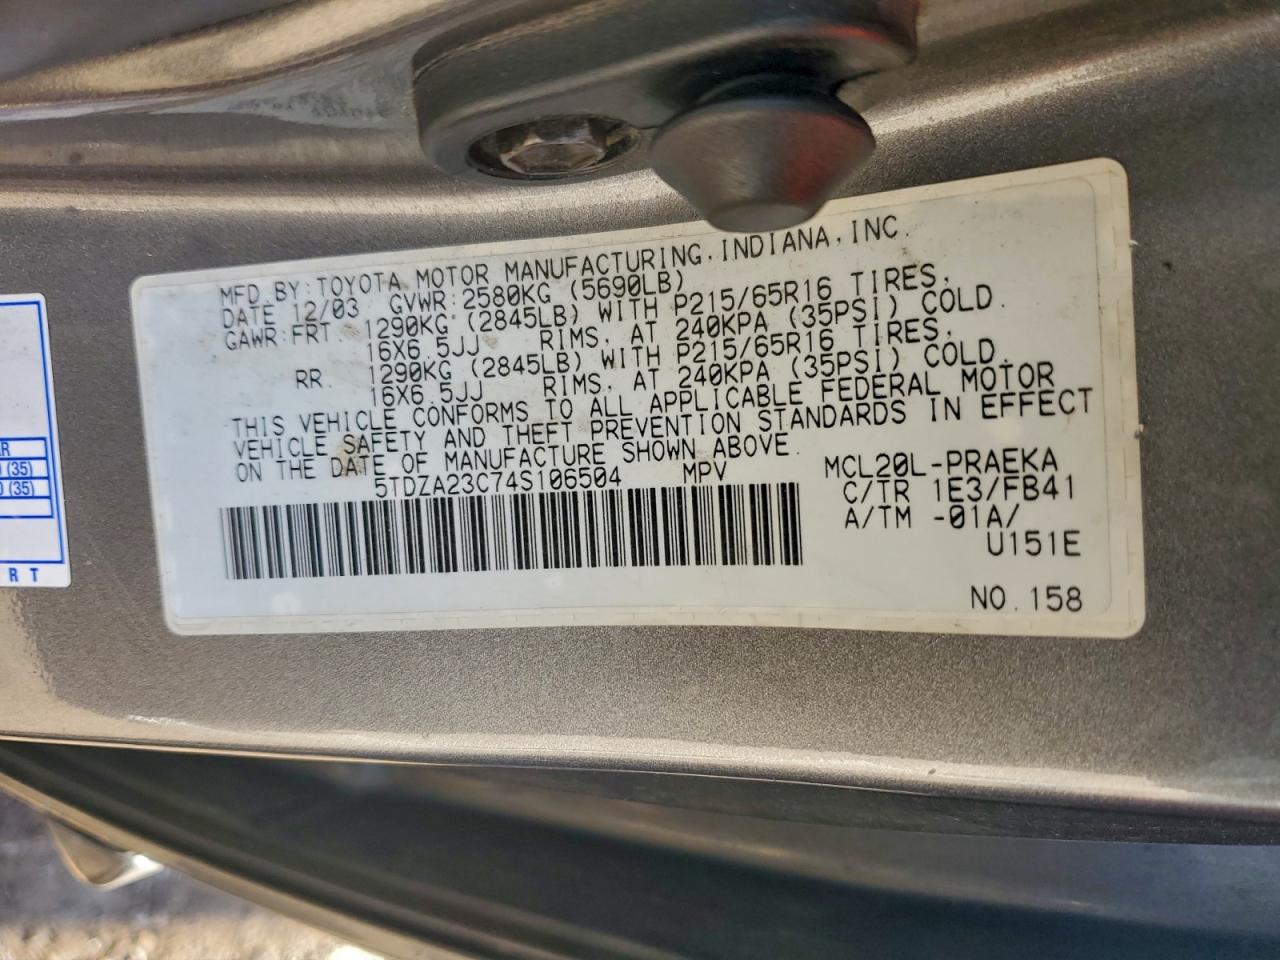 MFD.BY:TOYOTA MOTOR MANUFACTURING,INDIANA,INC.
DATE 12/03 GVWR:2580KG (5690LB)
GAWR:FRT. 1290KG (2845LB) WITH P215/65R16 TIRES,
16X6.5JJ RIMS, AT 240KPA (35PSI) COLD.
RR. 1290KG (2845LB) WITH P215/65R16 TIRES,
16X6.5JJ RIMS, AT 240KPA (35PSI) COLD.
THIS VEHICLE CONFORMS TO ALL APPLICABLE FEDERAL MOTOR
VEHICLE SAFETY AND THEFT PREVENTION STANDARDS IN EFFECT
ON THE DATE OF MANUFACTURE SHOWN ABOVE.
5TDZA23C74S106504 MPV
MCL20L-PRAEKA
C/TR 1E3/FB41
A/TM -01A/
U151E
NO.158
(35)
(35)
RT